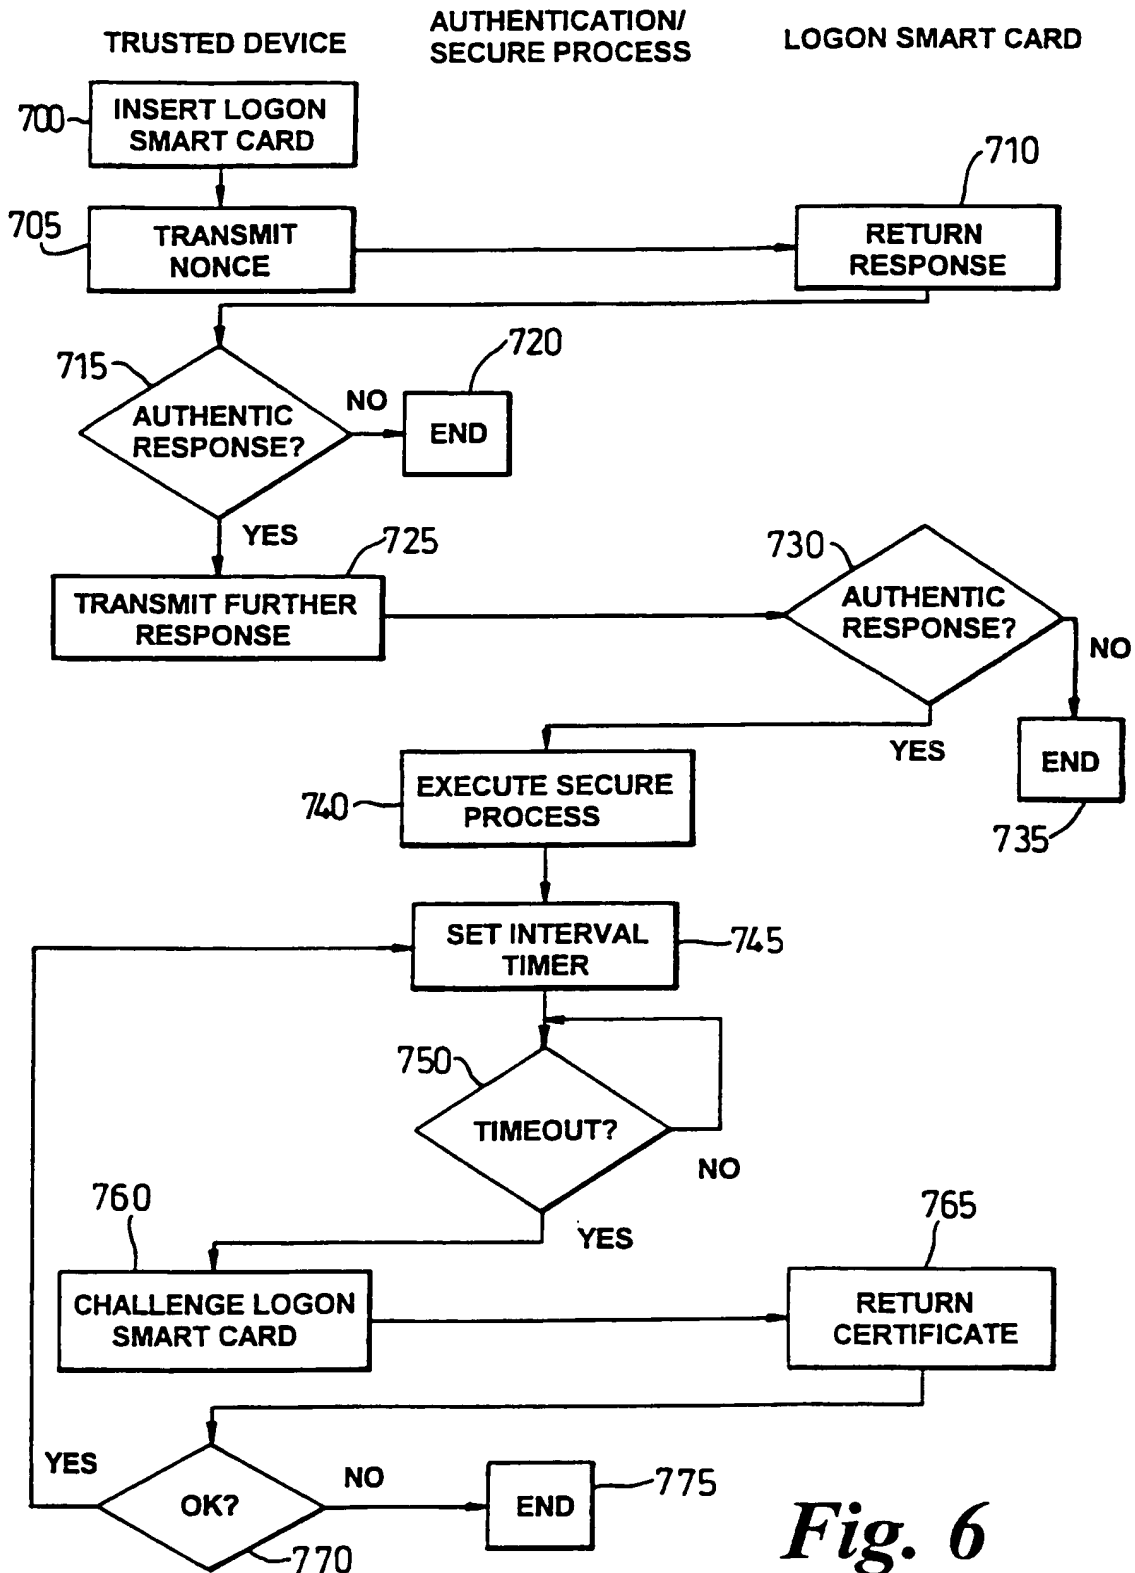 TRUSTED DEVICE
AUTHENTICATION/
SECURE PROCESS
LOGON SMART CARD
700
INSERT LOGON
SMART CARD
710
705
TRANSMIT
NONCE
RETURN
RESPONSE
715
720
AUTHENTIC
RESPONSE?
NO
END
YES
725
730
TRANSMIT FURTHER
RESPONSE
AUTHENTIC
RESPONSE?
NO
YES
END
735
740
EXECUTE SECURE
PROCESS
SET INTERVAL
TIMER
745
750
TIMEOUT?
NO
YES
760
765
CHALLENGE LOGON
SMART CARD
RETURN
CERTIFICATE
YES
OK?
NO
END
775
770
Fig. 6